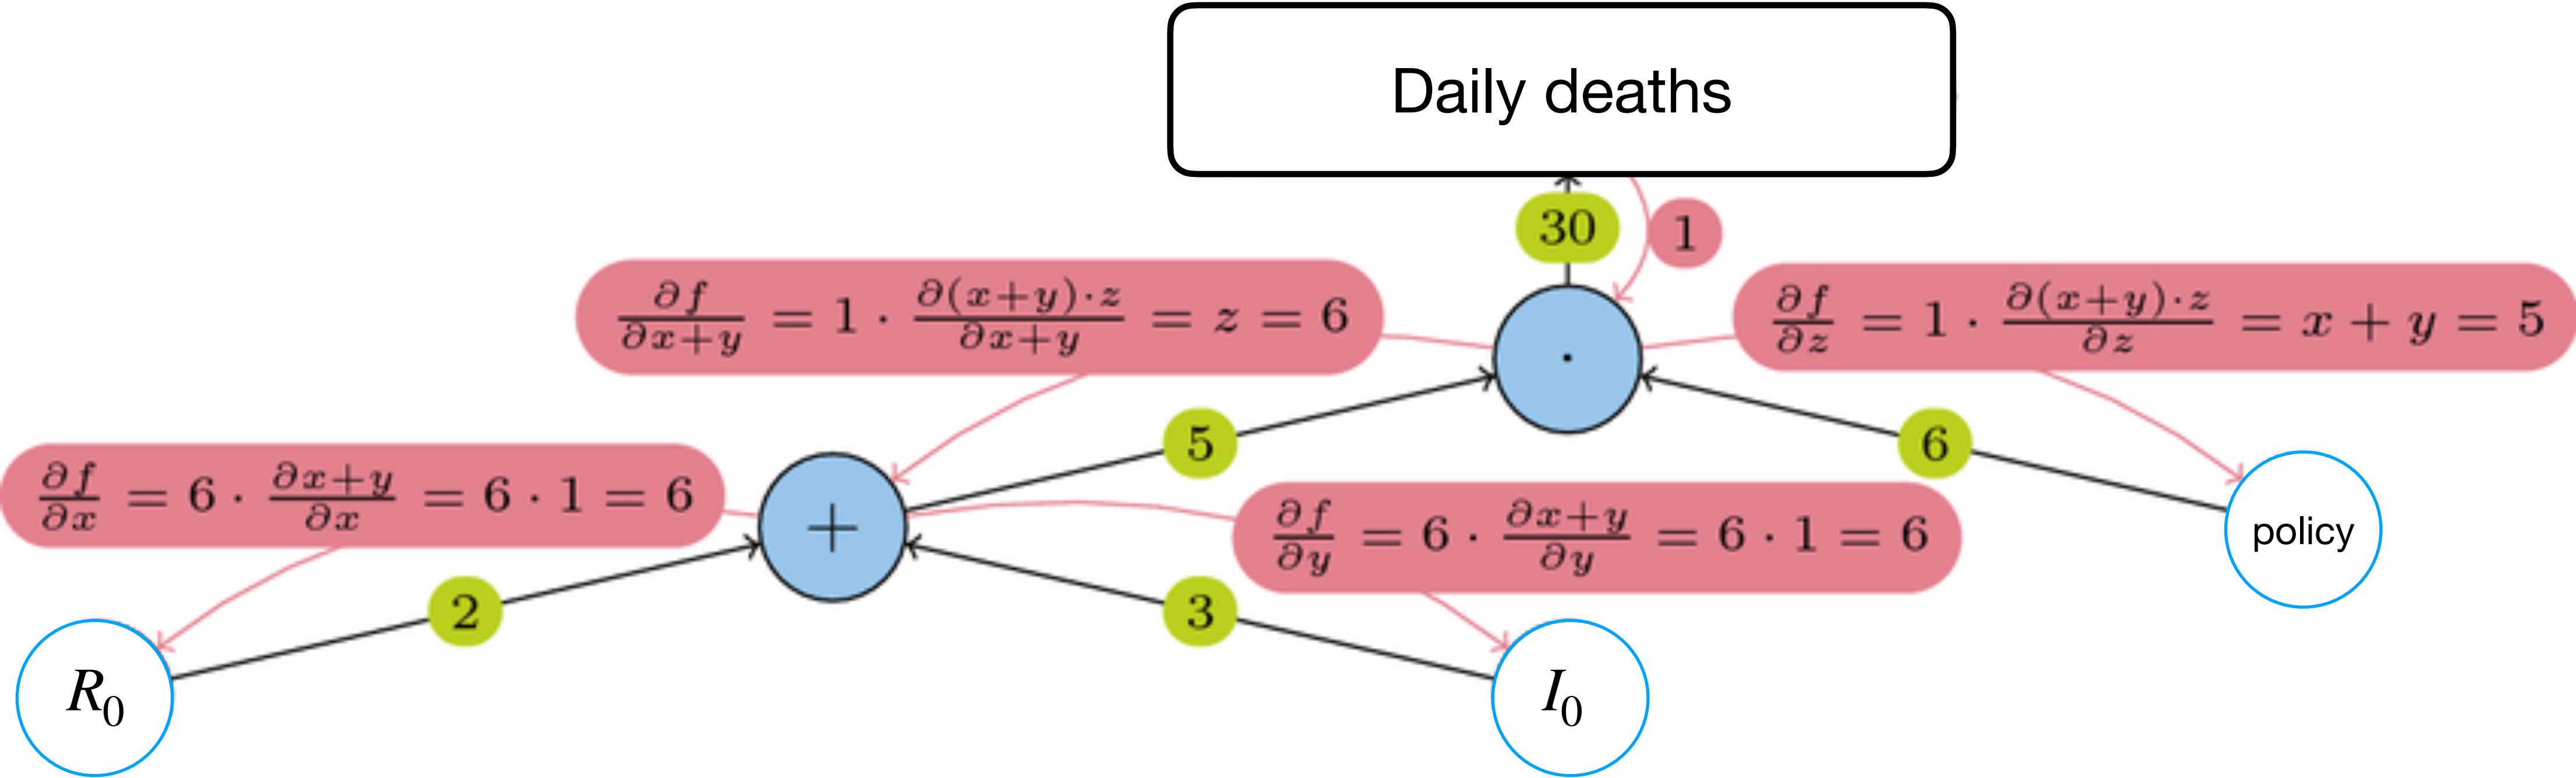 Daily deaths
30
1
∂f/∂x+y = 1 · ∂(x+y)·z/∂x+y = z = 6
∂f/∂z = 1 · ∂(x+y)·z/∂z = x + y = 5
·
5
6
∂f/∂x = 6 · ∂x+y/∂x = 6 · 1 = 6
+
∂f/∂y = 6 · ∂x+y/∂y = 6 · 1 = 6
policy
2
3
R₀
I₀